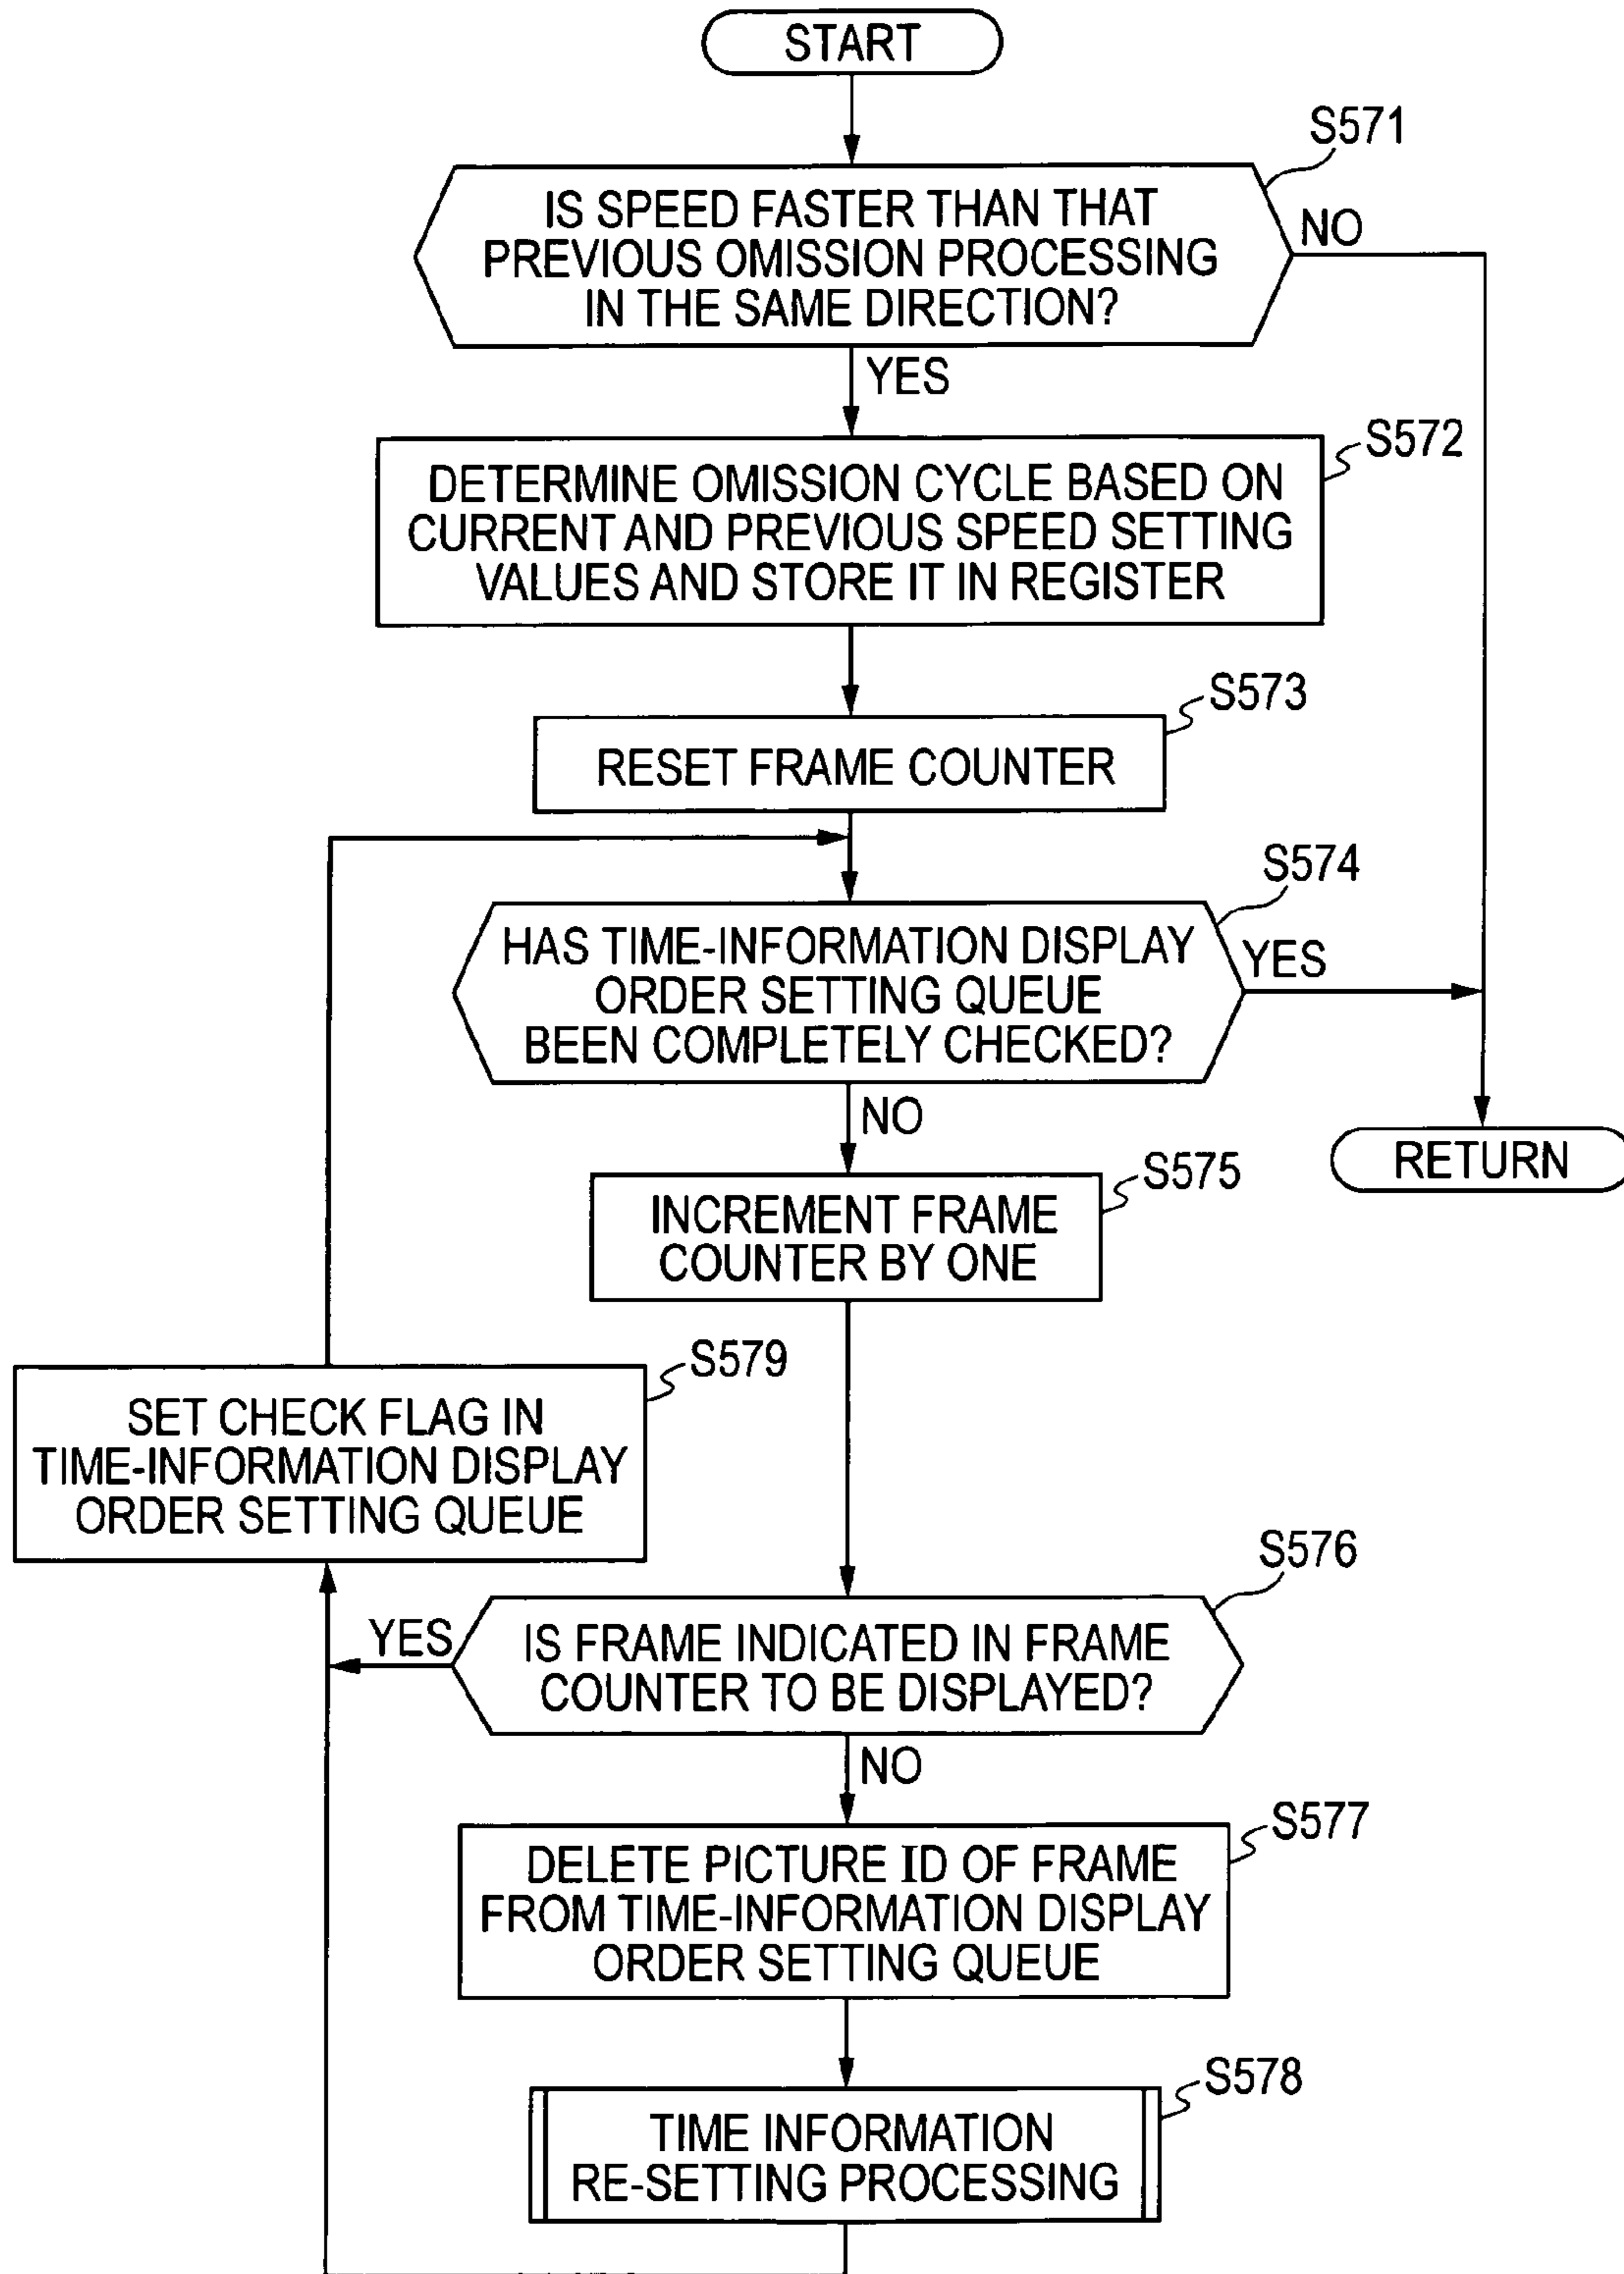 START
S571
IS SPEED FASTER THAN THAT
PREVIOUS OMISSION PROCESSING
IN THE SAME DIRECTION?
NO
YES
S572
DETERMINE OMISSION CYCLE BASED ON
CURRENT AND PREVIOUS SPEED SETTING
VALUES AND STORE IT IN REGISTER
S573
RESET FRAME COUNTER
S574
HAS TIME-INFORMATION DISPLAY
ORDER SETTING QUEUE
BEEN COMPLETELY CHECKED?
YES
NO
RETURN
S575
INCREMENT FRAME
COUNTER BY ONE
S579
SET CHECK FLAG IN
TIME-INFORMATION DISPLAY
ORDER SETTING QUEUE
S576
YES
IS FRAME INDICATED IN FRAME
COUNTER TO BE DISPLAYED?
NO
S577
DELETE PICTURE ID OF FRAME
FROM TIME-INFORMATION DISPLAY
ORDER SETTING QUEUE
S578
TIME INFORMATION
RE-SETTING PROCESSING